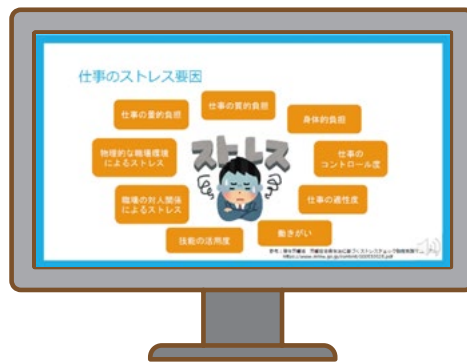 仕事のストレス要因
仕事の質的負担
仕事の量的負担
身体的負担
物理的な職場環境
によるストレス
ストレス
仕事の
コントロール度
職場の対人関係
によるストレス
仕事の適性度
技能の活用度
働きがい